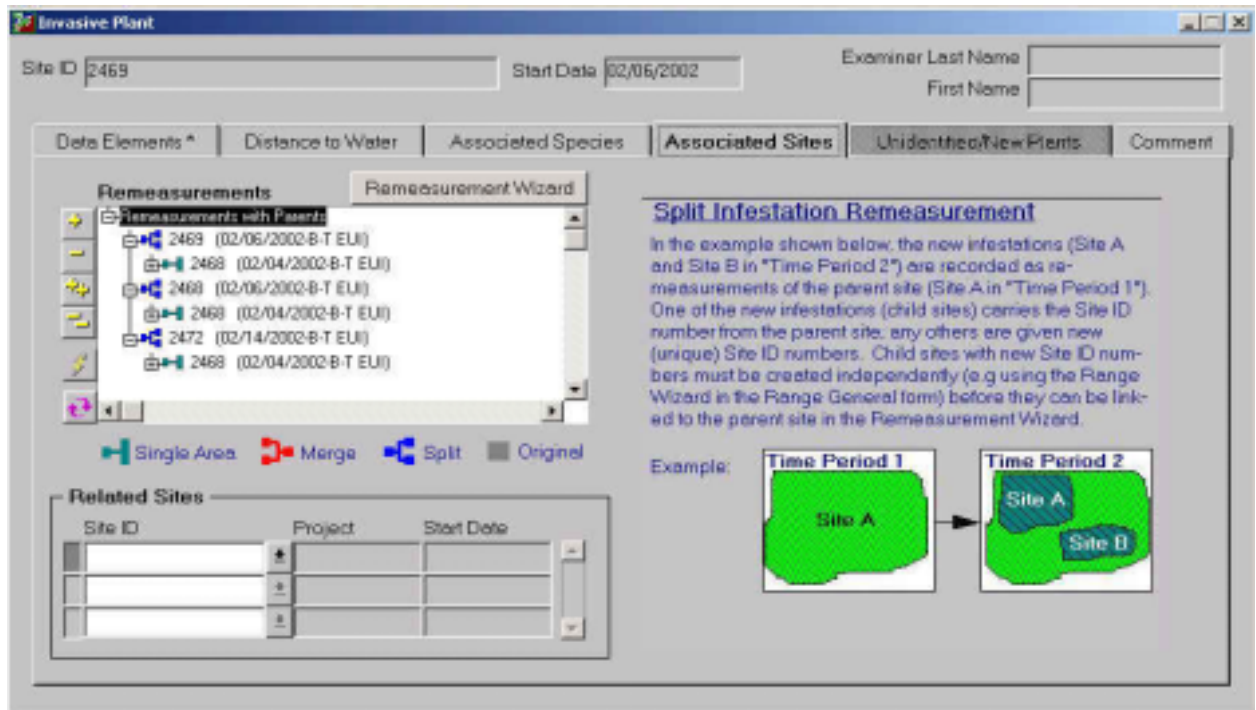 Invasive Plant
Site ID 2469 Start Date 02/06/2002 Examiner Last Name
First Name
Data Elements * Distance to Water Associated Species Associated Sites Unidentified/New Plants Comment
Remeasurements Remeasurement Wizard
Remeasurements with Parents
2469 (02/06/2002-B-T EUI)
2468 (02/04/2002-B-T EUI)
2468 (02/06/2002-B-T EUI)
2468 (02/04/2002-B-T EUI)
2472 (02/14/2002-B-T EUI)
2468 (02/04/2002-B-T EUI)
Single Area Merge Split Original
Related Sites
Site ID Project Start Date
Split Infestation Remeasurement
In the example shown below, the new infestations (Site A
and Site B in "Time Period 2") are recorded as re-
measurements of the parent site (Site A in "Time Period 1").
One of the new infestations (child sites) carries the Site ID
number from the parent site; any others are given new
(unique) Site ID numbers. Child sites with new Site ID num-
bers must be created independently (e.g using the Range
Wizard in the Range General form) before they can be link-
ed to the parent site in the Remeasurement Wizard.
Example:
Time Period 1
Site A
Time Period 2
Site A
Site B